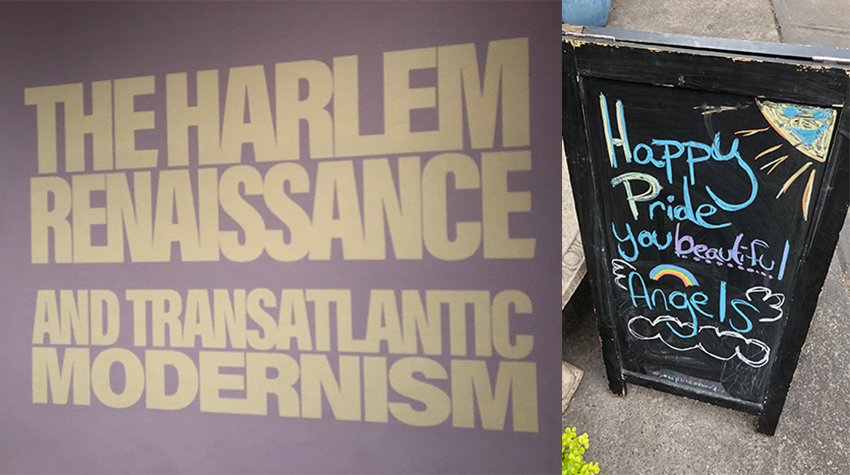 THE HARLEM
RENAISSANCE
AND TRANSATLANTIC
MODERNISM
Happy
Pride
you beautiful
Angels